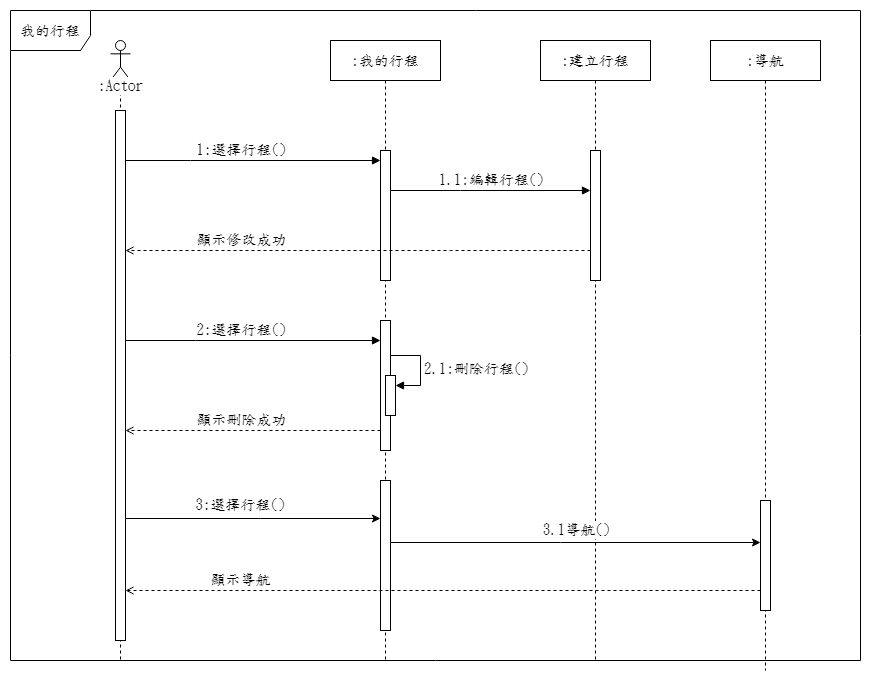 我的行程
:Actor
:我的行程
:建立行程
:導航
1:選擇行程()
1.1:編輯行程()
顯示修改成功
2:選擇行程()
2.1:刪除行程()
顯示刪除成功
3:選擇行程()
3.1導航()
顯示導航